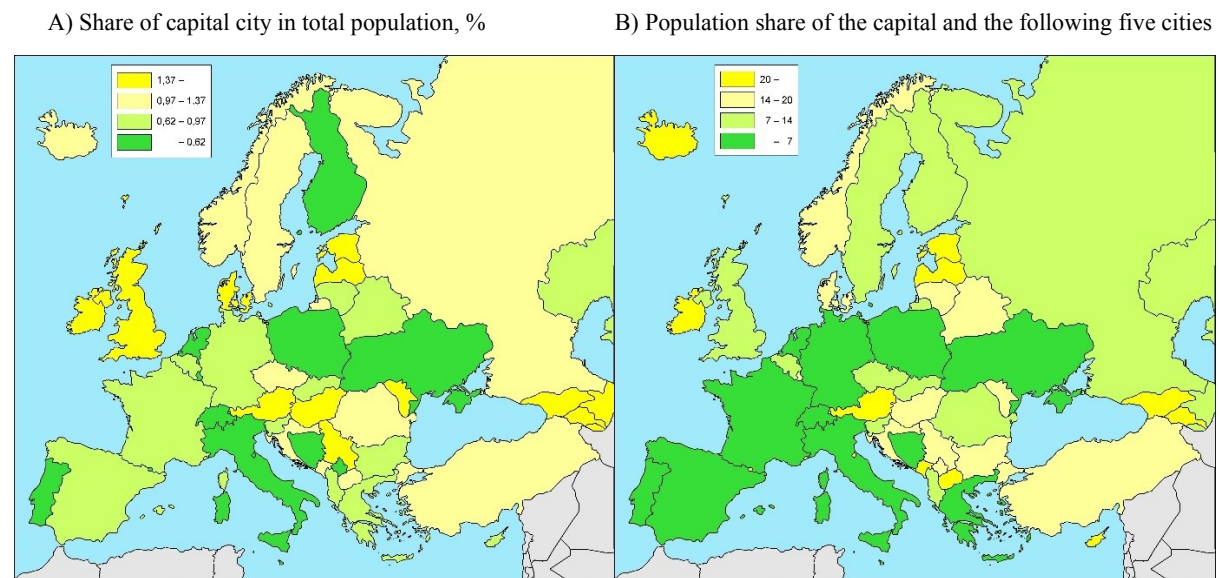 A) Share of capital city in total population, %
B) Population share of the capital and the following five cities
1,37 –
0,97 – 1,37
0,62 – 0,97
– 0,62
20 –
14 – 20
7 – 14
– 7